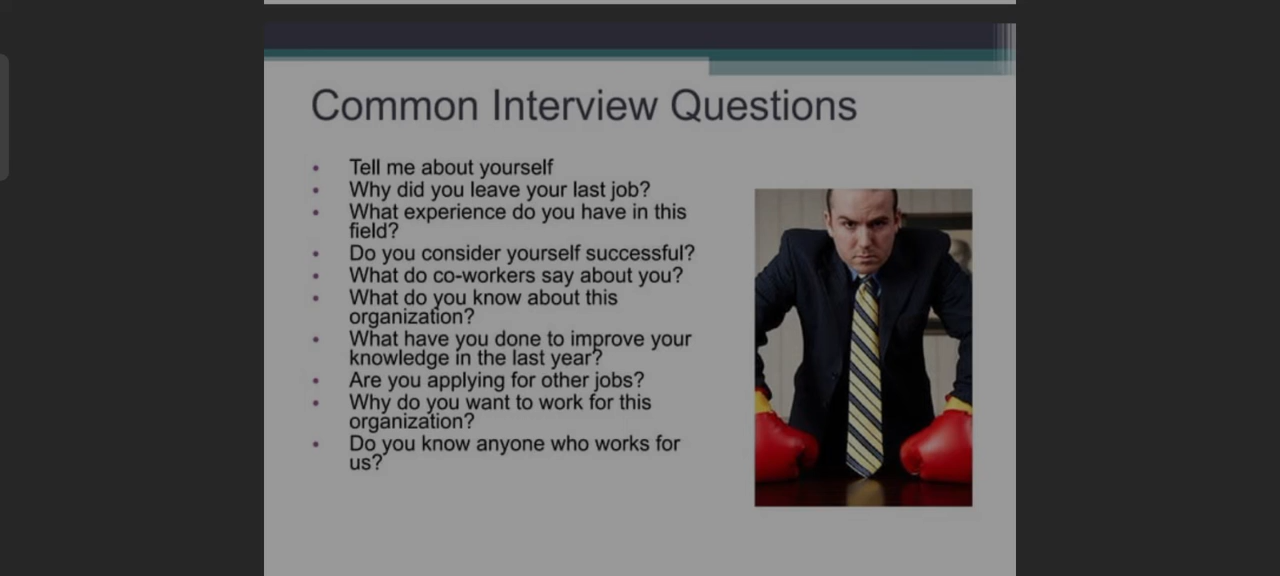 Common Interview Questions
• Tell me about yourself
• Why did you leave your last job?
• What experience do you have in this
field?
• Do you consider yourself successful?
• What do co-workers say about you?
• What do you know about this
organization?
• What have you done to improve your
knowledge in the last year?
• Are you applying for other jobs?
• Why do you want to work for this
organization?
• Do you know anyone who works for
us?